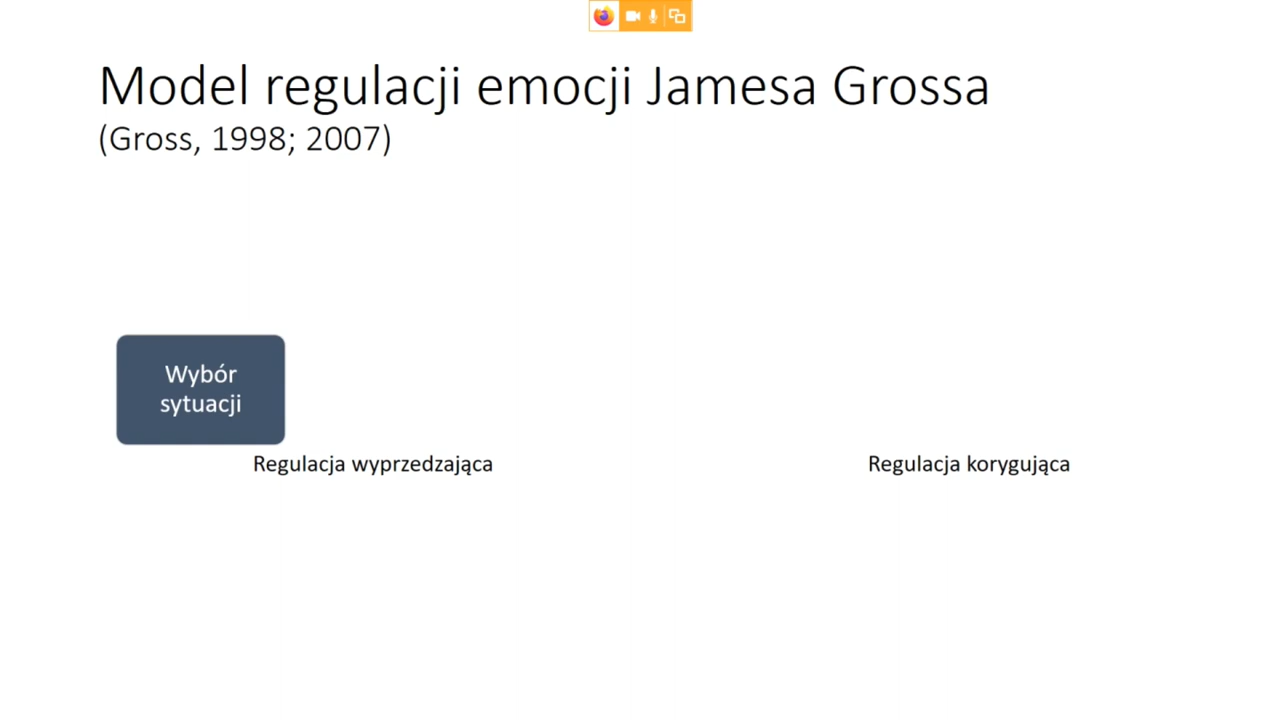 Model regulacji emocji Jamesa Grossa
(Gross, 1998; 2007)
Wybór
sytuacji
Regulacja wyprzedzająca
Regulacja korygująca